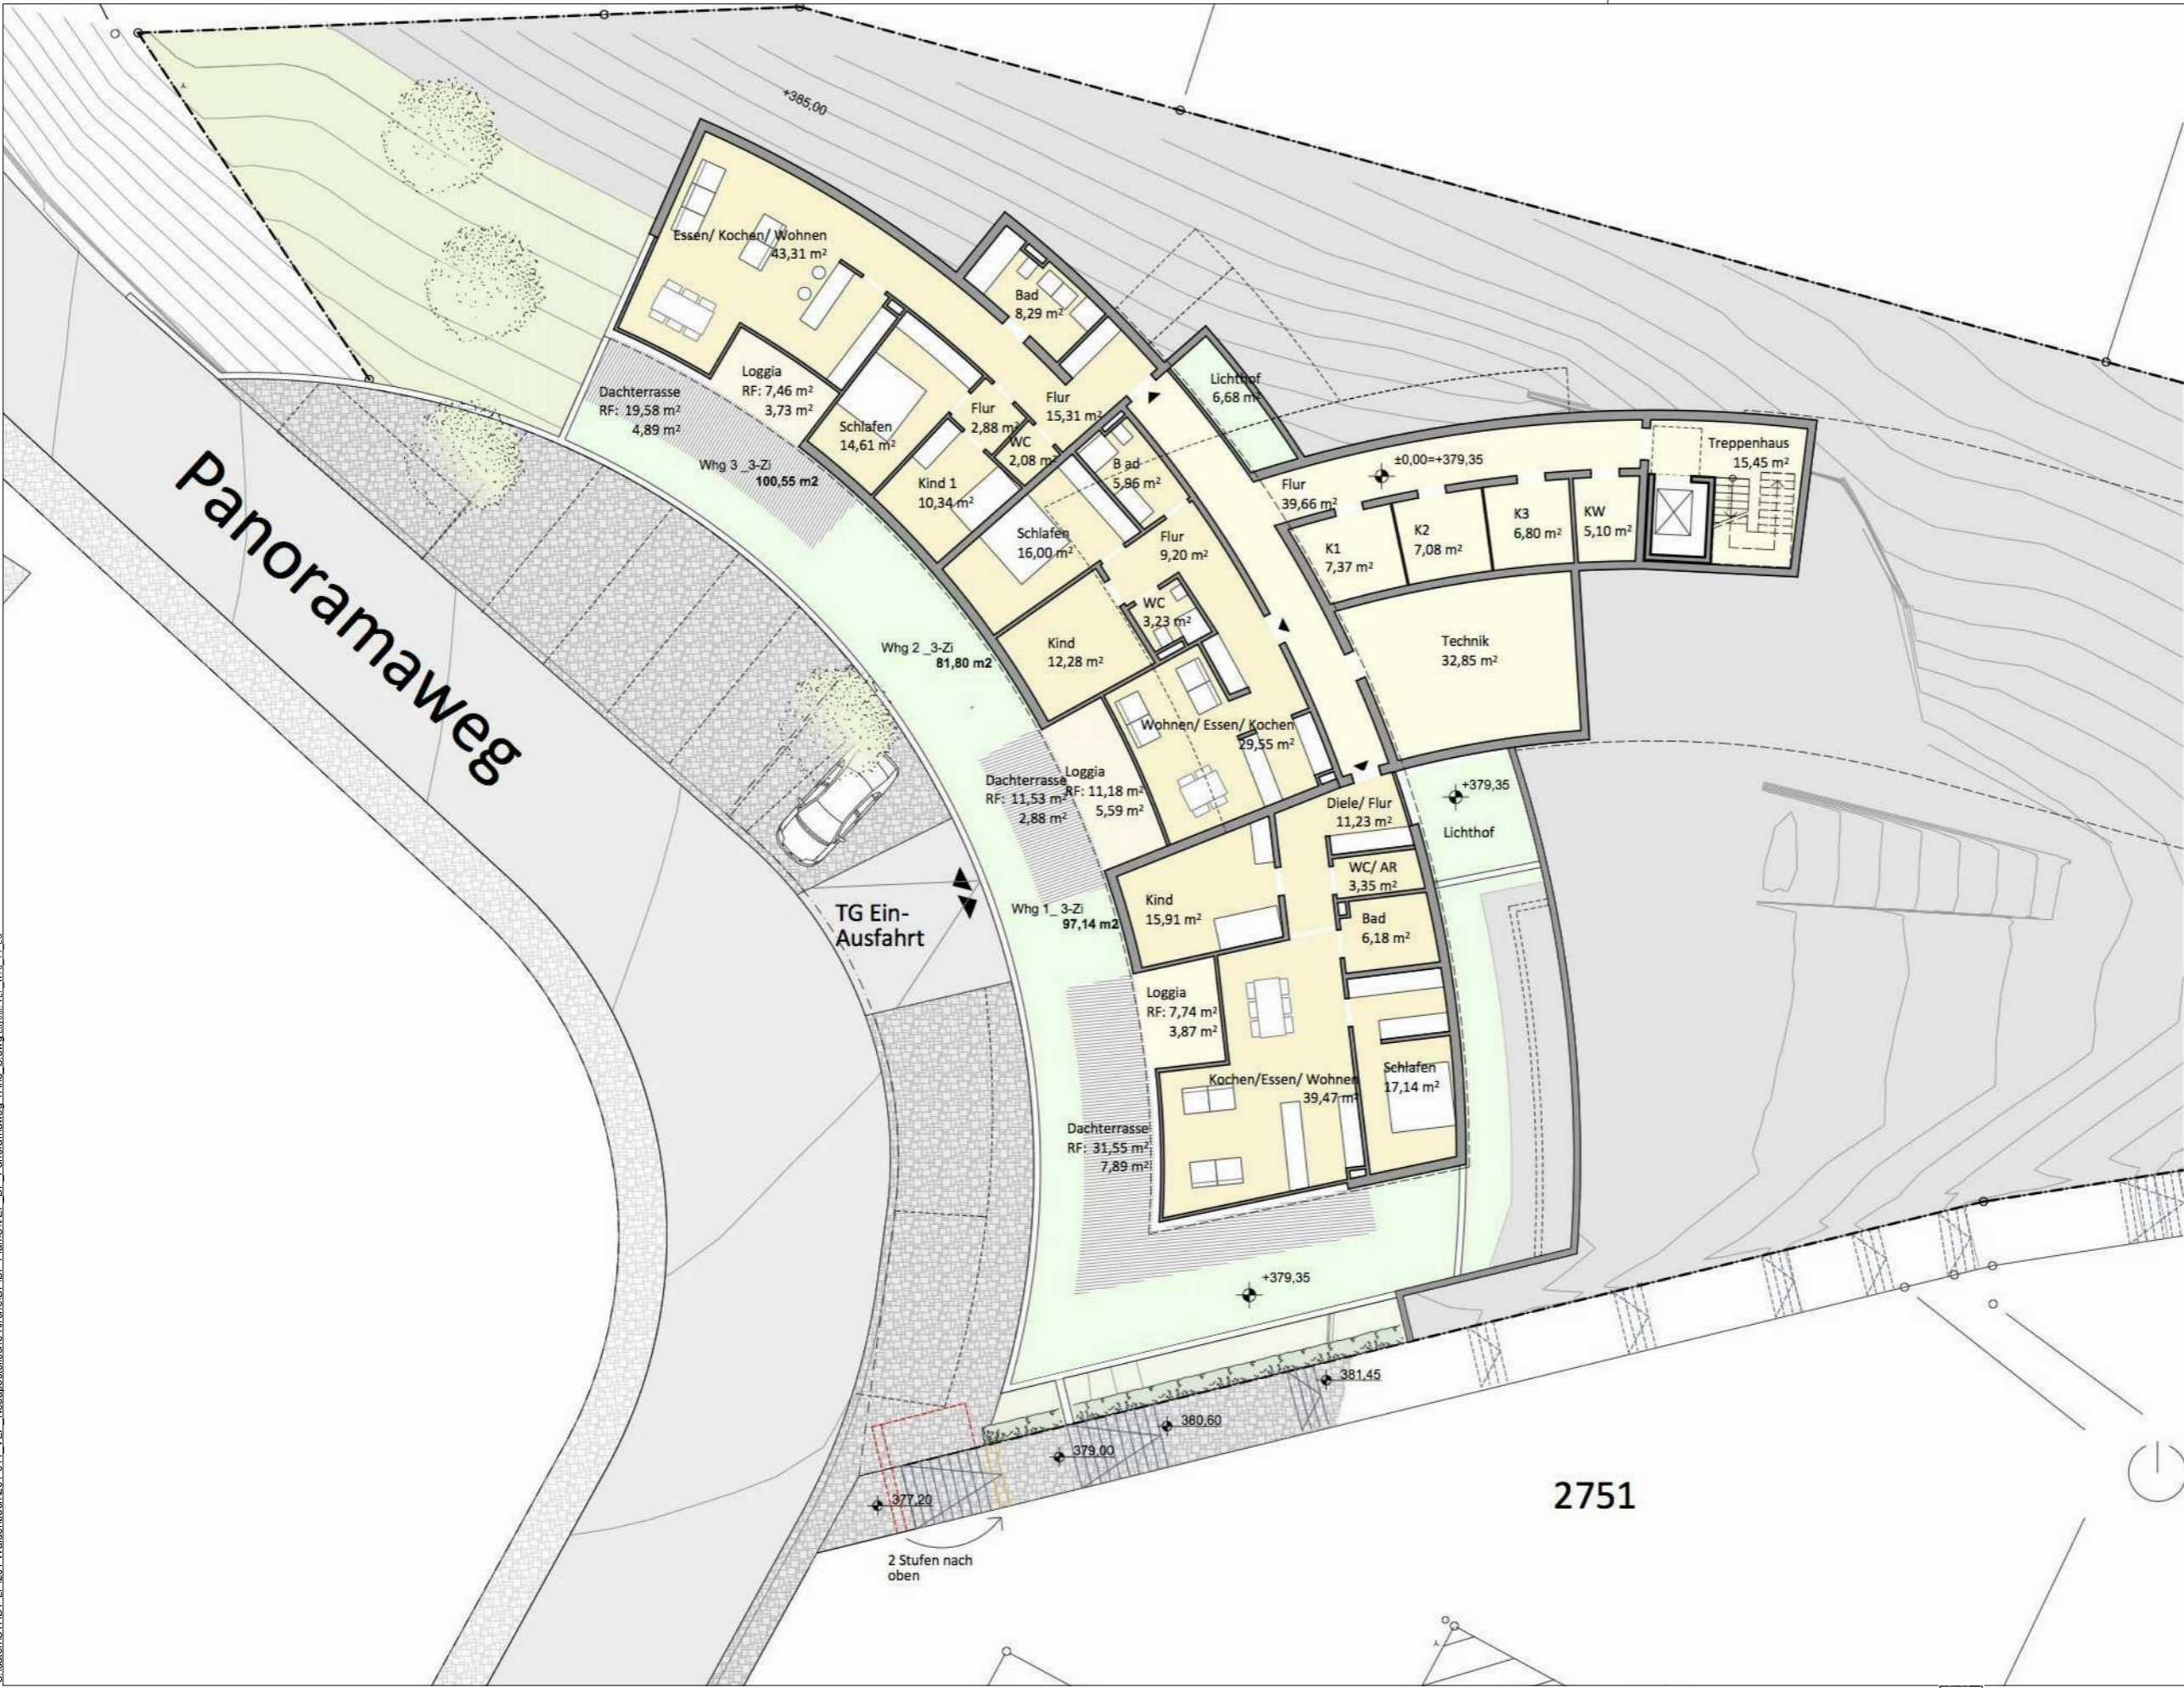 +385,00
Essen/ Kochen/ Wohnen
43,31 m²
Bad
8,29 m²
Lichthof
6,68 m²
Loggia
RF: 7,46 m²
3,73 m²
Dachterrasse
RF: 19,58 m²
4,89 m²
Schlafen
14,61 m²
Flur
2,88 m²
Flur
15,31 m²
WC
2,08 m²
Whg 3 _3-Zi
100,55 m2
Kind 1
10,34 m²
B ad
5,96 m²
±0,00=+379,35
Treppenhaus
15,45 m²
Flur
39,66 m²
Schlafen
16,00 m²
Flur
9,20 m²
K1
7,37 m²
K2
7,08 m²
K3
6,80 m²
KW
5,10 m²
Panoramaweg
WC
3,23 m²
Kind
12,28 m²
Technik
32,85 m²
Whg 2 _3-Zi
81,80 m2
Wohnen/ Essen/ Kochen
29,55 m²
Dachterrasse
RF: 11,53 m²
2,88 m²
Loggia
RF: 11,18 m²
5,59 m²
+379,35
Lichthof
Diele/ Flur
11,23 m²
WC/ AR
3,35 m²
Kind
15,91 m²
Bad
6,18 m²
TG Ein-
Ausfahrt
Whg 1_ 3-Zi
97,14 m2
Loggia
RF: 7,74 m²
3,87 m²
Kochen/Essen/ Wohnen
39,47 m²
Schlafen
17,14 m²
Dachterrasse
RF: 31,55 m²
7,89 m²
+379,35
381,45
380,60
379,00
377,20
2 Stufen nach
oben
2751